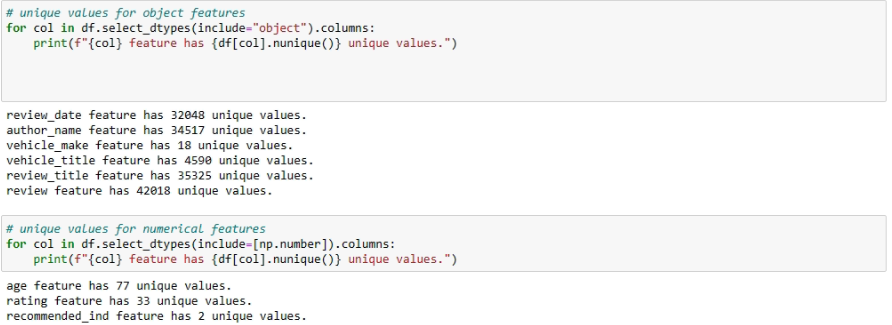 # unique values for object features
for col in df.select_dtypes(include="object").columns:
    print(f"{col} feature has {df[col].nunique()} unique values.")
review_date feature has 32048 unique values.
author_name feature has 34517 unique values.
vehicle_make feature has 18 unique values.
vehicle_title feature has 4590 unique values.
review_title feature has 35325 unique values.
review feature has 42018 unique values.
# unique values for numerical features
for col in df.select_dtypes(include=[np.number]).columns:
    print(f"{col} feature has {df[col].nunique()} unique values.")
age feature has 77 unique values.
rating feature has 33 unique values.
recommended_ind feature has 2 unique values.